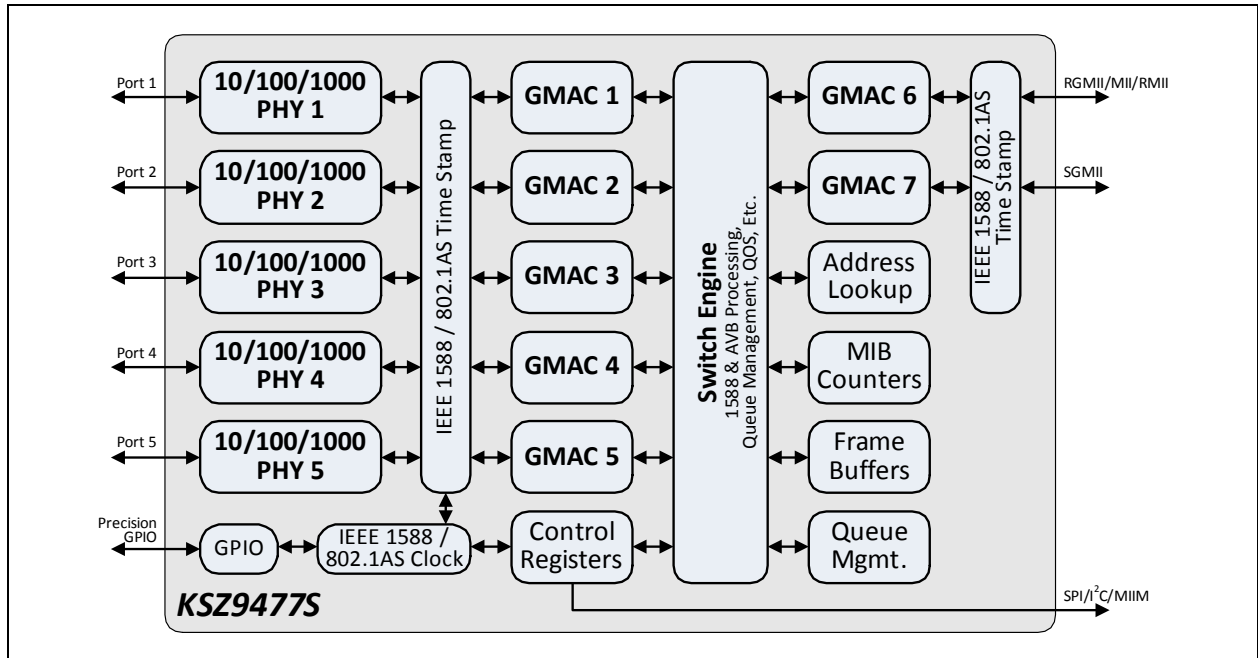 Port 1
10/100/1000
PHY 1
Port 2
10/100/1000
PHY 2
Port 3
10/100/1000
PHY 3
Port 4
10/100/1000
PHY 4
Port 5
10/100/1000
PHY 5
Precision
GPIO
GPIO
IEEE 1588 /
802.1AS Clock
IEEE 1588 / 802.1AS Time Stamp
GMAC 1
GMAC 2
GMAC 3
GMAC 4
GMAC 5
Control
Registers
Switch Engine
1588 & AVB Processing,
Queue Management, QOS, Etc.
GMAC 6
GMAC 7
Address
Lookup
MIB
Counters
Frame
Buffers
Queue
Mgmt.
IEEE 1588 / 802.1AS
Time Stamp
RGMII/MII/RMII
SGMII
SPI/I²C/MIIM
KSZ9477S